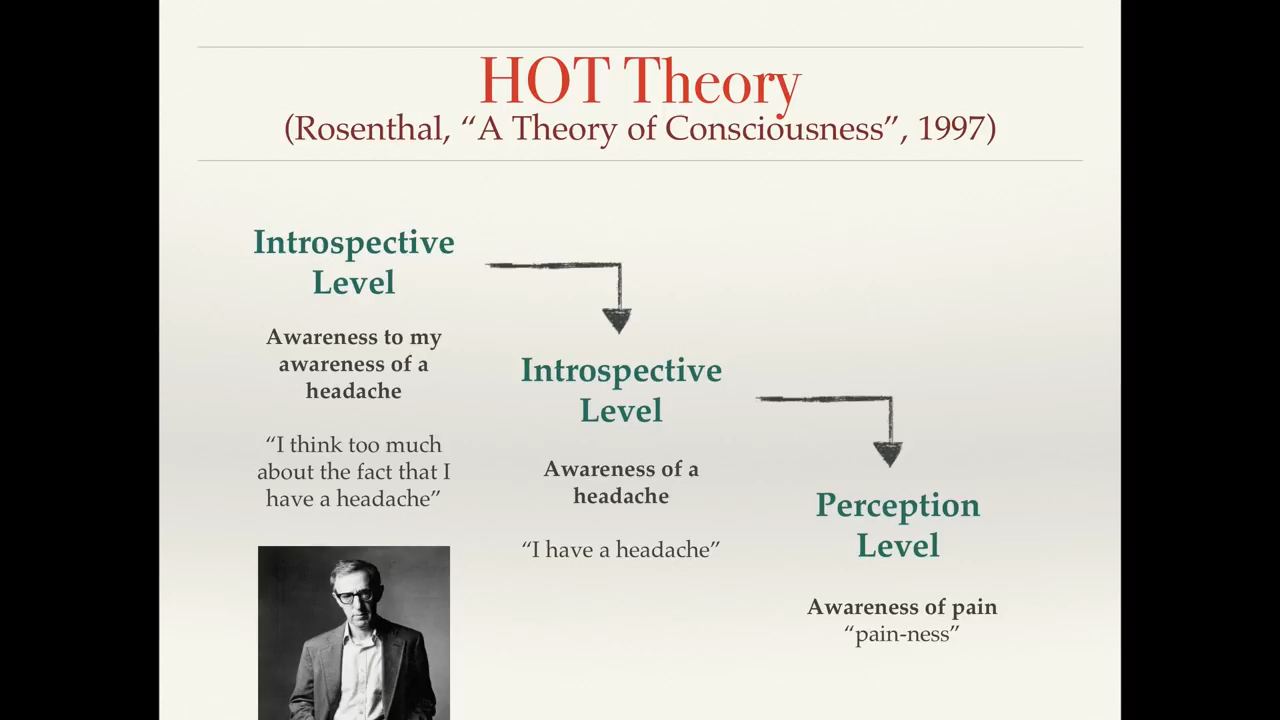 HOT Theory
(Rosenthal, “A Theory of Consciousness”, 1997)
Introspective
Level
Awareness to my
awareness of a
headache
“I think too much
about the fact that I
have a headache”
Introspective
Level
Awareness of a
headache
“I have a headache”
Perception
Level
Awareness of pain
“pain-ness”